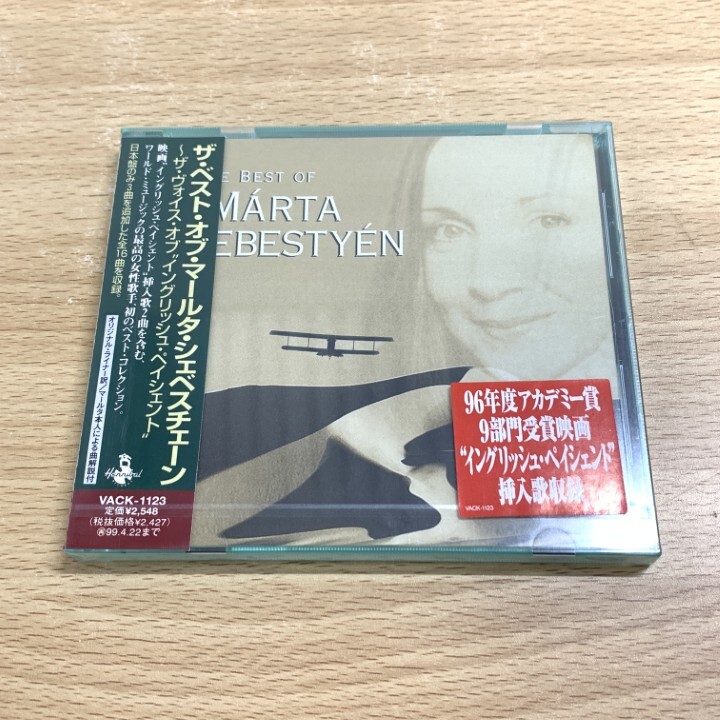 ザ・ベスト・オブ・マールタ・シェベスチェーン
〜ザ・ヴォイス・オブ“イングリッシュ・ペイシェント”
映画“イングリッシュ・ペイシェント”挿入歌2曲を含む、
ワールド・ミュージックの最高の女性歌手、初のベスト・コレクション。
日本盤のみ3曲を追加した全16曲を収録。
オリジナル・ライナー訳/マールタ本人による曲解説付
Hannibal
VACK-1123
定価¥2,548
(税抜価格¥2,427)
再99.4.22まで
E BEST OF
MÁRTA
EBESTYÉN
96年度アカデミー賞
9部門受賞映画
“イングリッシュ・ペイシェント”
挿入歌収録
VACK-1123